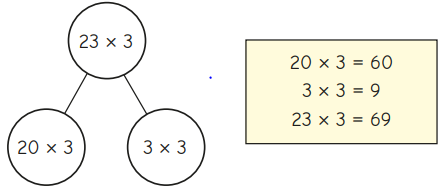 23 × 3
20 × 3
3 × 3
20 × 3 = 60
3 × 3 = 9
23 × 3 = 69